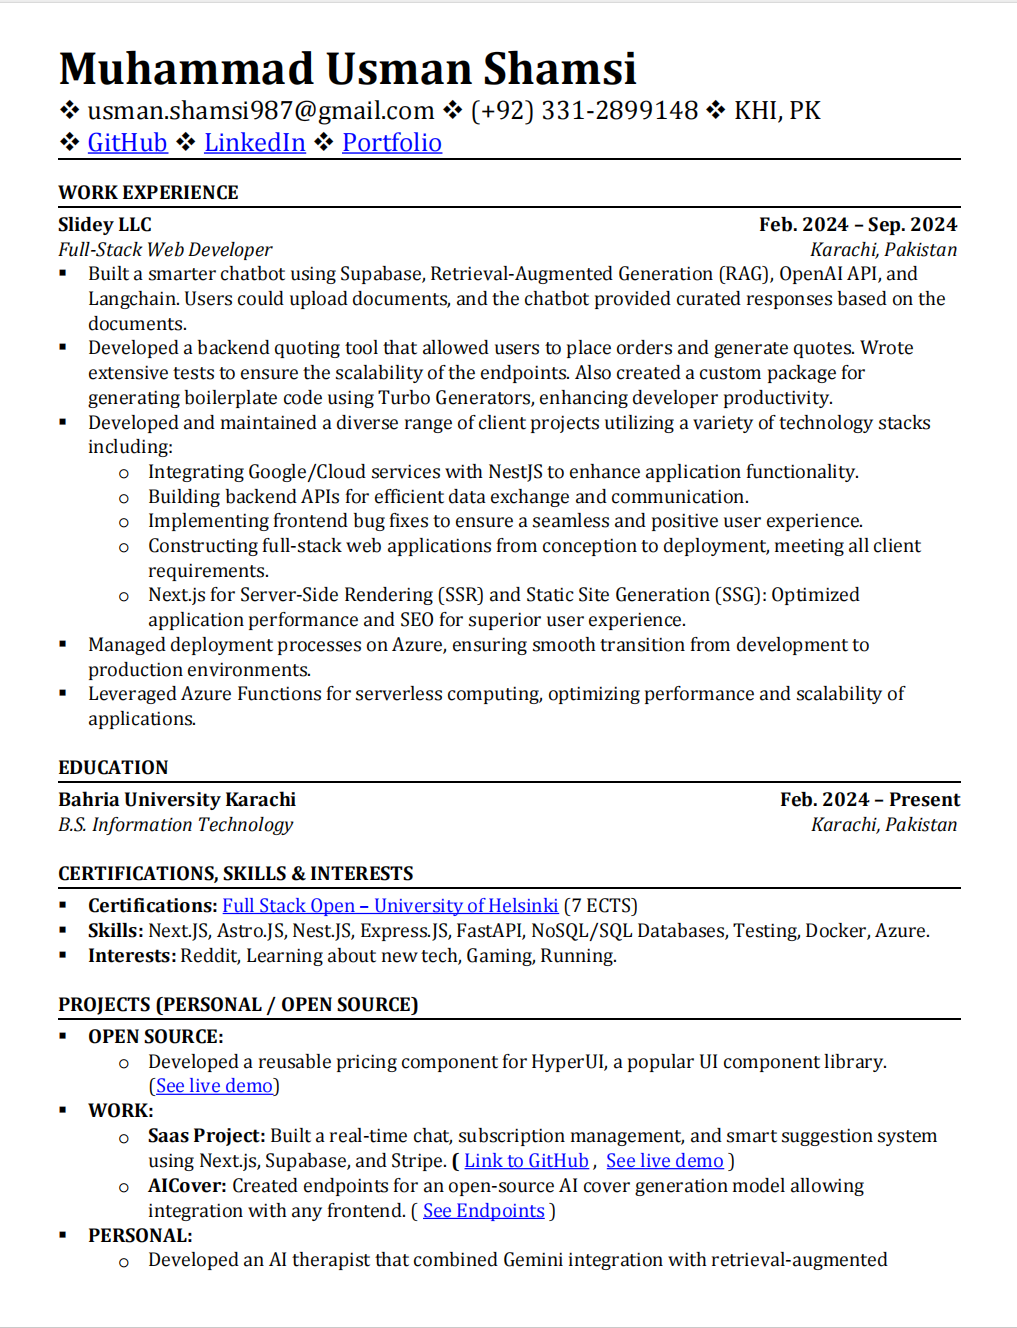 Muhammad Usman Shamsi
❖ usman.shamsi987@gmail.com ❖ (+92) 331-2899148 ❖ KHI, PK
❖ GitHub ❖ LinkedIn ❖ Portfolio
WORK EXPERIENCE
Slidey LLC Feb. 2024 – Sep. 2024
Full-Stack Web Developer Karachi, Pakistan
▪ Built a smarter chatbot using Supabase, Retrieval-Augmented Generation (RAG), OpenAI API, and
Langchain. Users could upload documents, and the chatbot provided curated responses based on the
documents.
▪ Developed a backend quoting tool that allowed users to place orders and generate quotes. Wrote
extensive tests to ensure the scalability of the endpoints. Also created a custom package for
generating boilerplate code using Turbo Generators, enhancing developer productivity.
▪ Developed and maintained a diverse range of client projects utilizing a variety of technology stacks
including:
o Integrating Google/Cloud services with NestJS to enhance application functionality.
o Building backend APIs for efficient data exchange and communication.
o Implementing frontend bug fixes to ensure a seamless and positive user experience.
o Constructing full-stack web applications from conception to deployment, meeting all client
requirements.
o Next.js for Server-Side Rendering (SSR) and Static Site Generation (SSG): Optimized
application performance and SEO for superior user experience.
▪ Managed deployment processes on Azure, ensuring smooth transition from development to
production environments.
▪ Leveraged Azure Functions for serverless computing, optimizing performance and scalability of
applications.
EDUCATION
Bahria University Karachi Feb. 2024 – Present
B.S. Information Technology Karachi, Pakistan
CERTIFICATIONS, SKILLS & INTERESTS
▪ Certifications: Full Stack Open – University of Helsinki (7 ECTS)
▪ Skills: Next.JS, Astro.JS, Nest.JS, Express.JS, FastAPI, NoSQL/SQL Databases, Testing, Docker, Azure.
▪ Interests: Reddit, Learning about new tech, Gaming, Running.
PROJECTS (PERSONAL / OPEN SOURCE)
▪ OPEN SOURCE:
o Developed a reusable pricing component for HyperUI, a popular UI component library.
(See live demo)
▪ WORK:
o Saas Project: Built a real-time chat, subscription management, and smart suggestion system
using Next.js, Supabase, and Stripe. ( Link to GitHub , See live demo )
o AICover: Created endpoints for an open-source AI cover generation model allowing
integration with any frontend. ( See Endpoints )
▪ PERSONAL:
o Developed an AI therapist that combined Gemini integration with retrieval-augmented